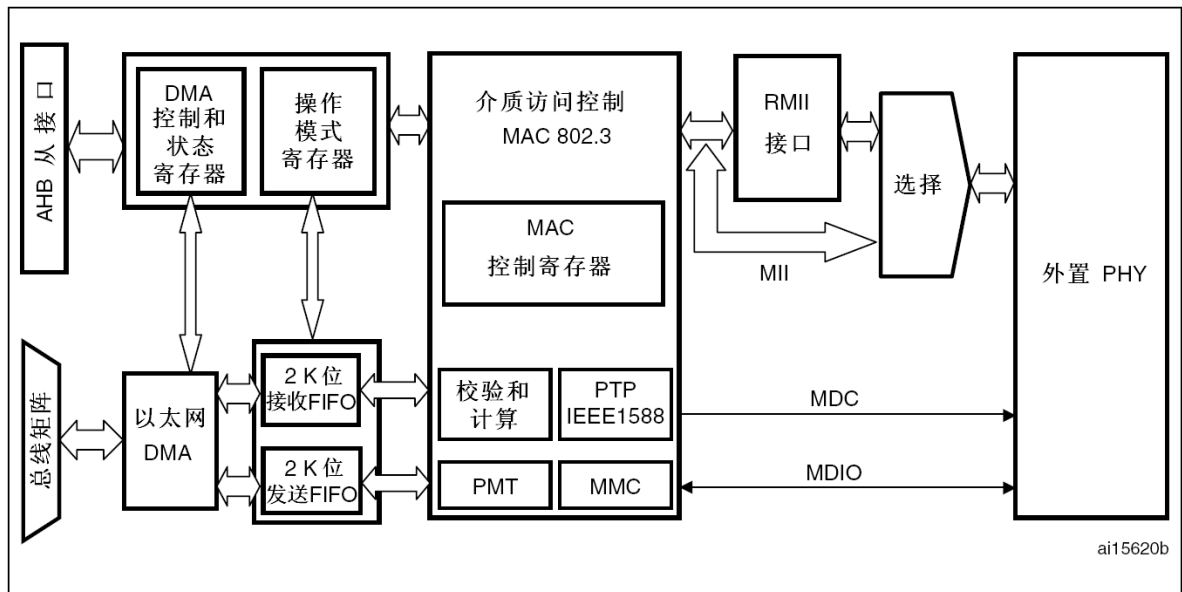 AHB 从 接 口
DMA
控制和
状态
寄存器
操作
模式
寄存器
介质访问控制
MAC 802.3
MAC
控制寄存器
RMII
接口
选择
MII
外置 PHY
总线矩阵
以太网
DMA
2 K 位
接收FIFO
2 K 位
发送FIFO
校验和
计算
PTP
IEEE1588
PMT
MMC
MDC
MDIO
ai15620b